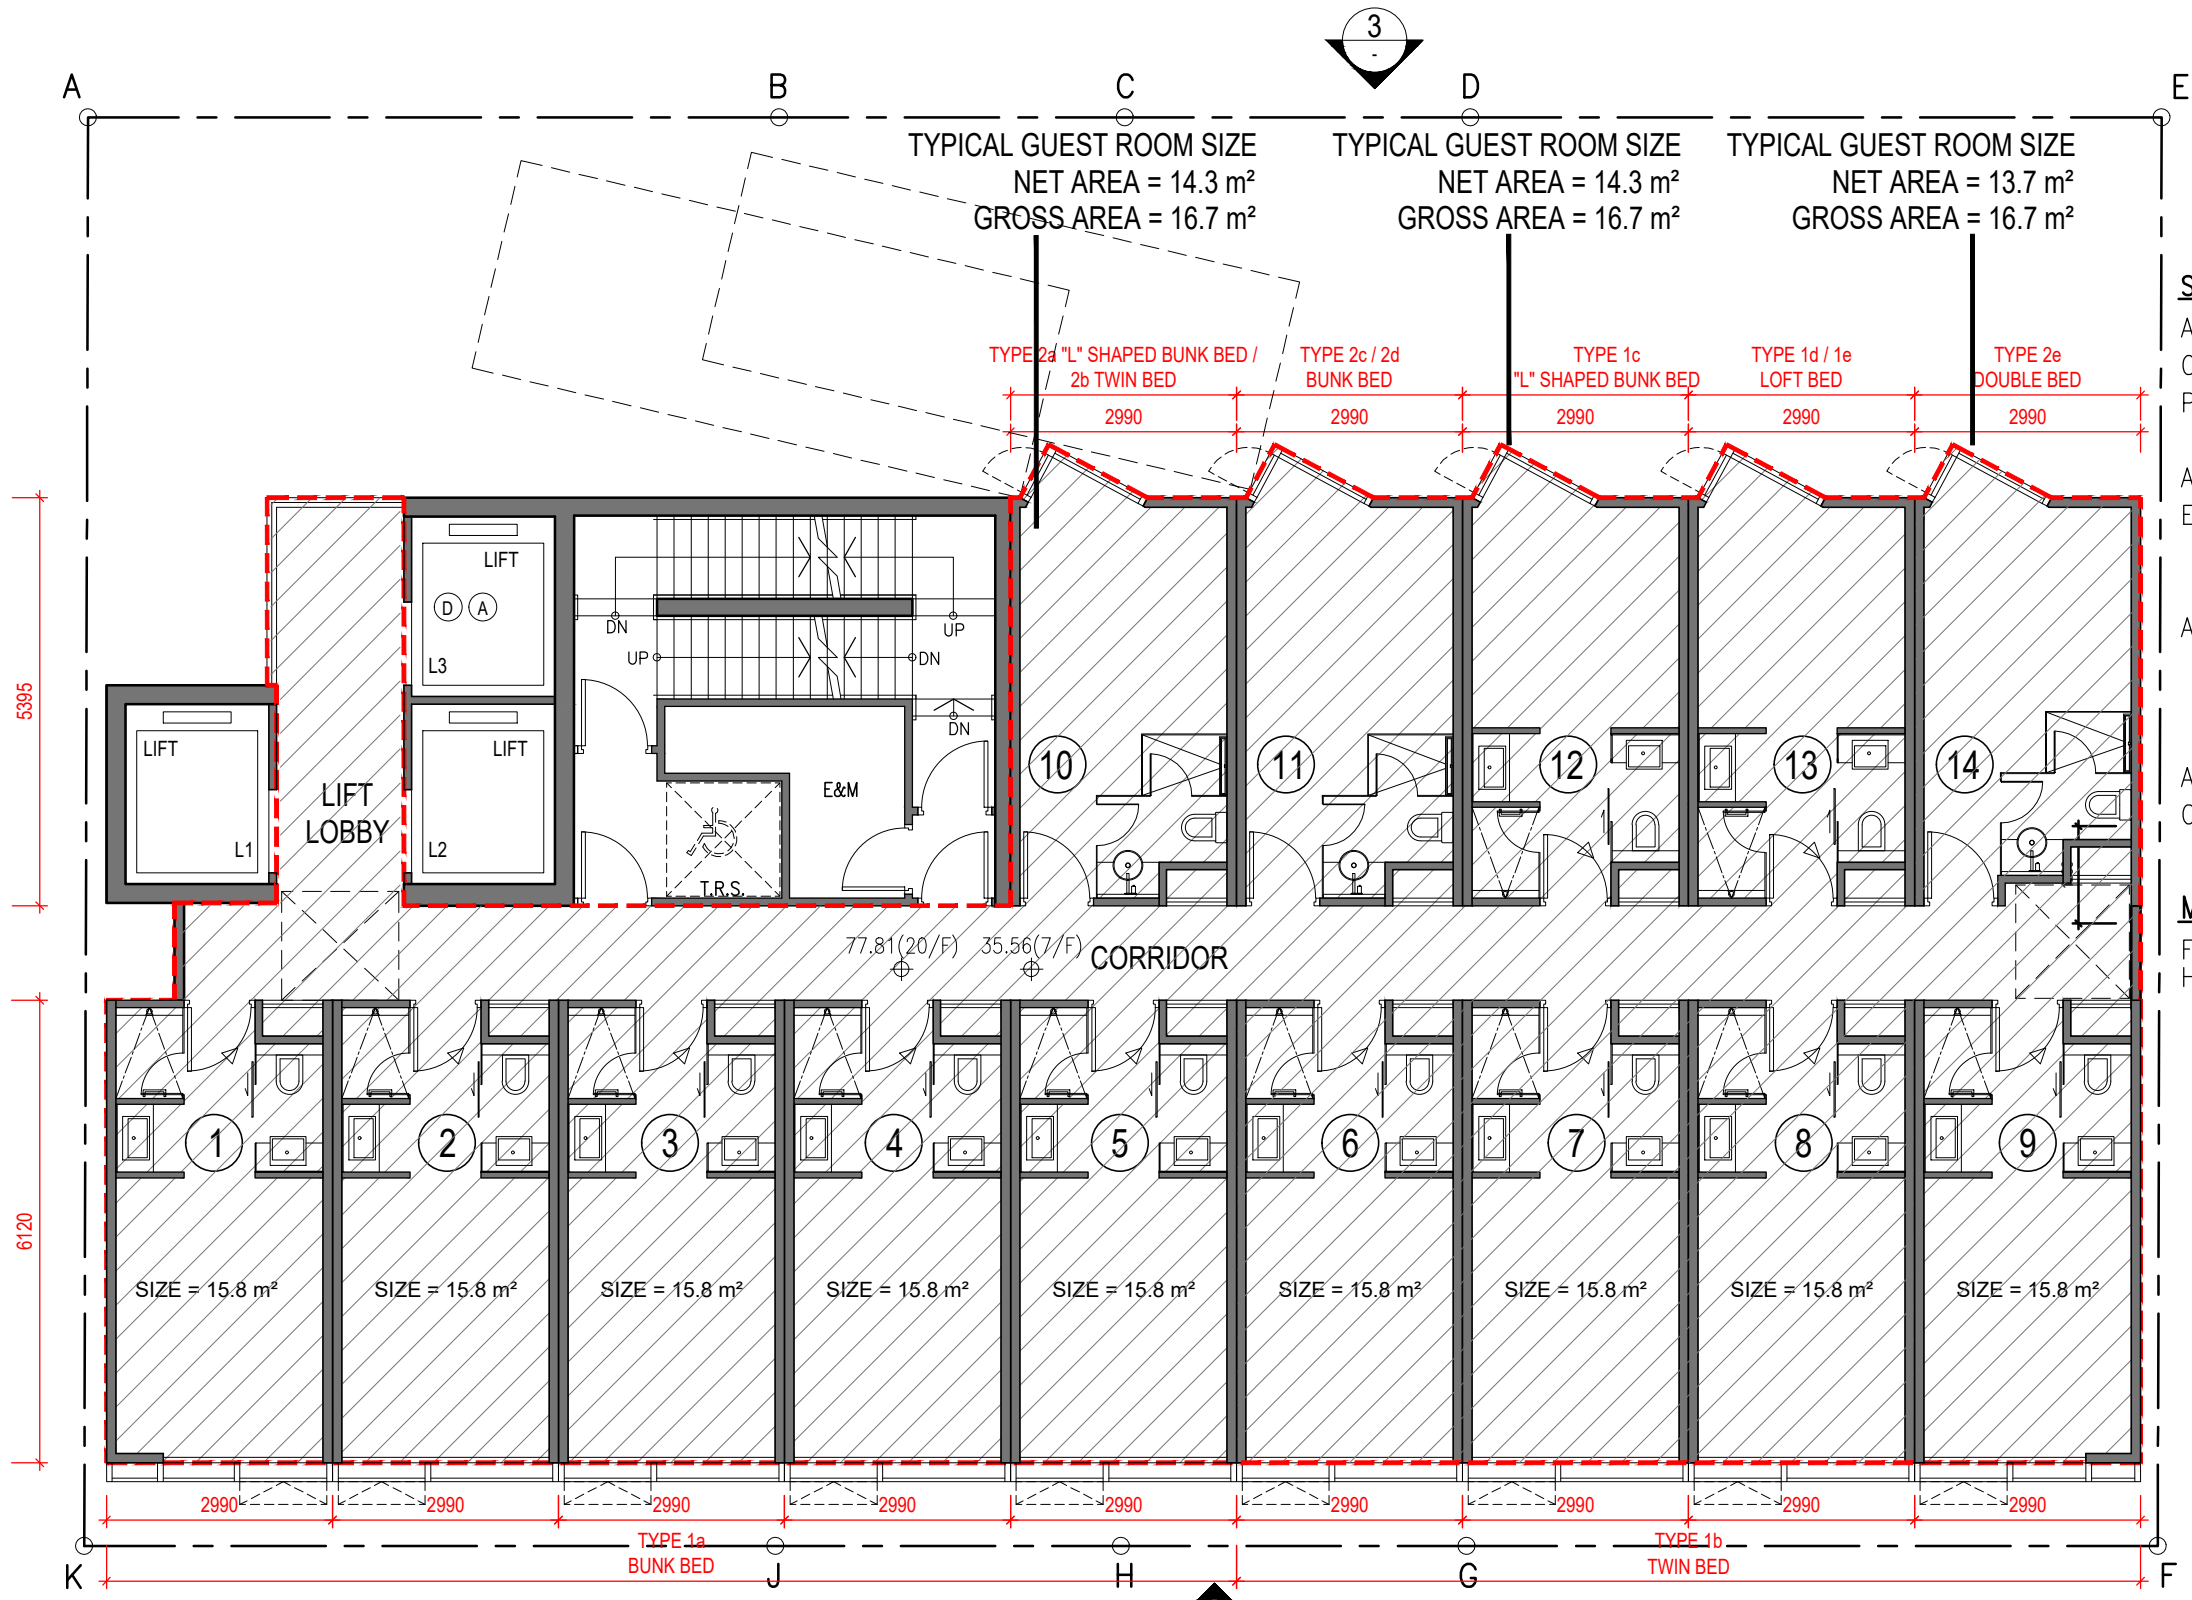 3
-
A
B
C
D
E
TYPICAL GUEST ROOM SIZE
NET AREA = 14.3 m²
GROSS AREA = 16.7 m²
TYPICAL GUEST ROOM SIZE
NET AREA = 14.3 m²
GROSS AREA = 16.7 m²
TYPICAL GUEST ROOM SIZE
NET AREA = 13.7 m²
GROSS AREA = 16.7 m²
TYPE 2a "L" SHAPED BUNK BED /
2b TWIN BED
TYPE 2c / 2d
BUNK BED
TYPE 1c
"L" SHAPED BUNK BED
TYPE 1d / 1e
LOFT BED
TYPE 2e
DOUBLE BED
2990
2990
2990
2990
2990
5395
6120
LIFT
D
A
L3
LIFT
L1
LIFT
L2
LIFT
LOBBY
DN
UP
UP
DN
DN
E&M
T.R.S.
10
11
12
13
14
77.81(20/F)
35.56(7/F)
CORRIDOR
1
2
3
4
5
6
7
8
9
SIZE = 15.8 m²
SIZE = 15.8 m²
SIZE = 15.8 m²
SIZE = 15.8 m²
SIZE = 15.8 m²
SIZE = 15.8 m²
SIZE = 15.8 m²
SIZE = 15.8 m²
SIZE = 15.8 m²
2990
2990
2990
2990
2990
2990
2990
2990
2990
TYPE 1a
BUNK BED
TYPE 1b
TWIN BED
K
J
H
G
F